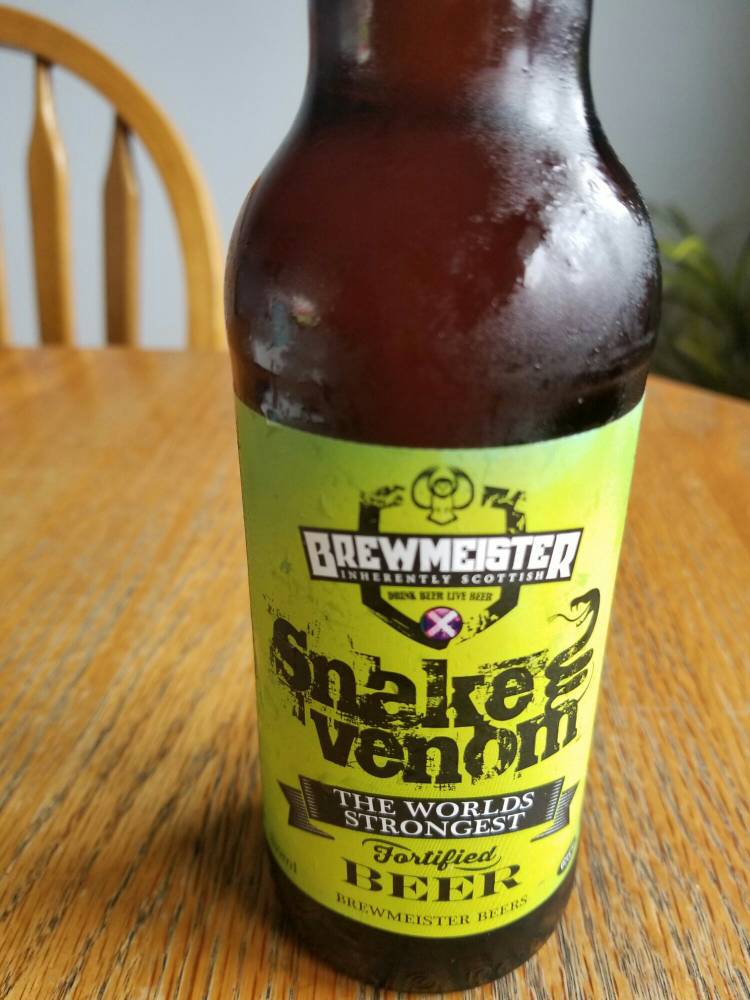 BREWMEISTER
INHERENTLY SCOTTISH
DRINK BEER LIVE BEER
Snake
venom
THE WORLDS
STRONGEST
Fortified
BEER
BREWMEISTER BEERS